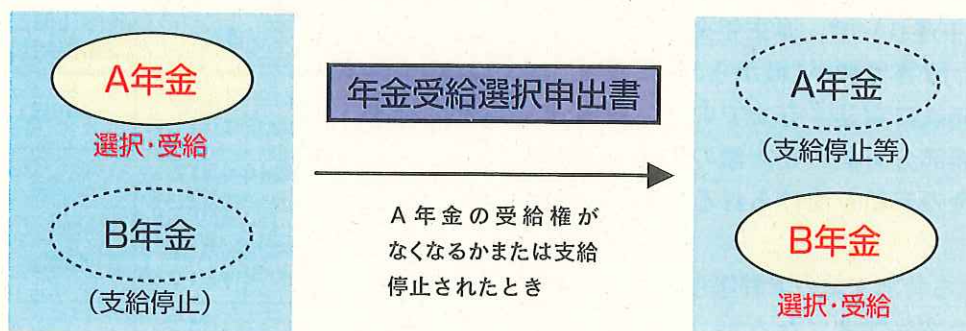 A年金
選択・受給
B年金
(支給停止)
年金受給選択申出書
A年金の受給権が
なくなるかまたは支給
停止されたとき
A年金
(支給停止等)
B年金
選択・受給